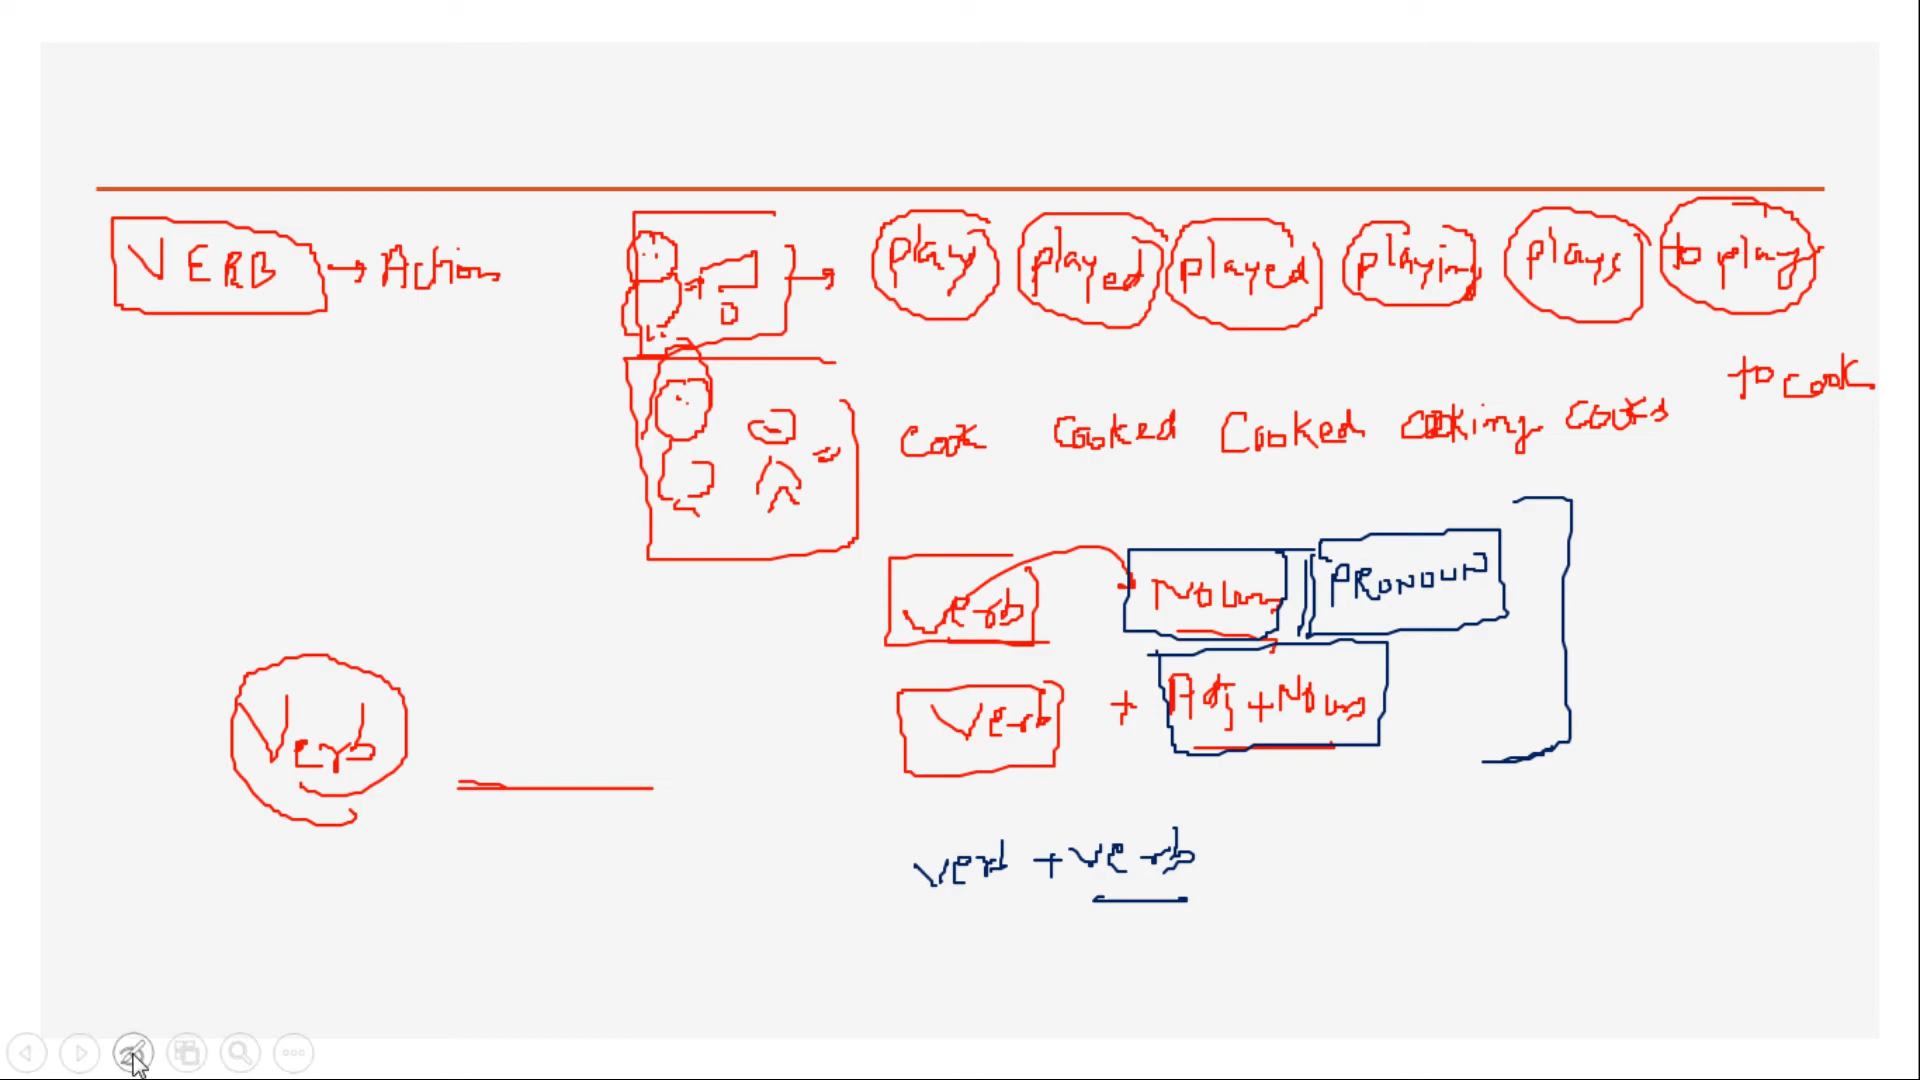 VERB → Action
play played played playing plays to play
cook cooked cooked cooking cooks to cook
Verb Noun PRONOUN
Verb + Adj + Noun
Verb
Verb + verb